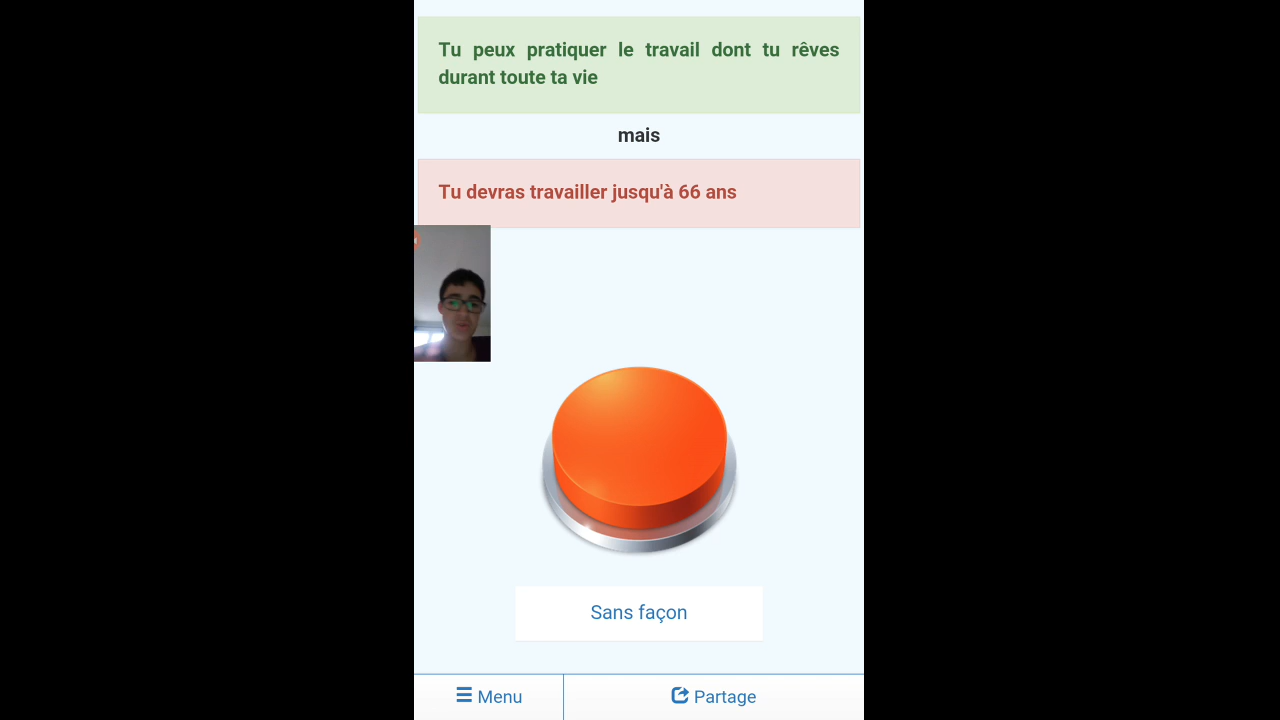 Tu peux pratiquer le travail dont tu rêves
durant toute ta vie
mais
Tu devras travailler jusqu'à 66 ans
Sans façon
Menu
Partage